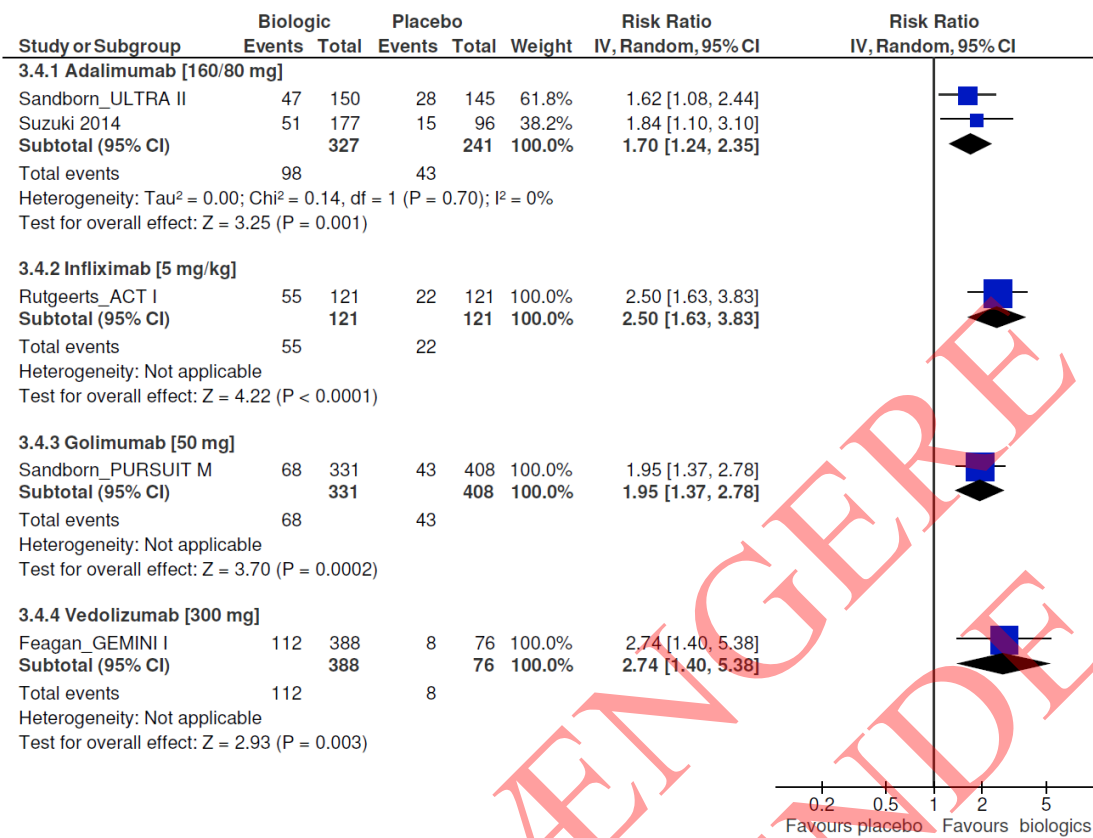 Biologic Placebo Risk Ratio Risk Ratio
Study or Subgroup Events Total Events Total Weight IV, Random, 95% CI IV, Random, 95% CI
3.4.1 Adalimumab [160/80 mg]
Sandborn_ULTRA II 47 150 28 145 61.8% 1.62 [1.08, 2.44]
Suzuki 2014 51 177 15 96 38.2% 1.84 [1.10, 3.10]
Subtotal (95% CI) 327 241 100.0% 1.70 [1.24, 2.35]
Total events 98 43
Heterogeneity: Tau² = 0.00; Chi² = 0.14, df = 1 (P = 0.70); I² = 0%
Test for overall effect: Z = 3.25 (P = 0.001)
3.4.2 Infliximab [5 mg/kg]
Rutgeerts_ACT I 55 121 22 121 100.0% 2.50 [1.63, 3.83]
Subtotal (95% CI) 121 121 100.0% 2.50 [1.63, 3.83]
Total events 55 22
Heterogeneity: Not applicable
Test for overall effect: Z = 4.22 (P < 0.0001)
3.4.3 Golimumab [50 mg]
Sandborn_PURSUIT M 68 331 43 408 100.0% 1.95 [1.37, 2.78]
Subtotal (95% CI) 331 408 100.0% 1.95 [1.37, 2.78]
Total events 68 43
Heterogeneity: Not applicable
Test for overall effect: Z = 3.70 (P = 0.0002)
3.4.4 Vedolizumab [300 mg]
Feagan_GEMINI I 112 388 8 76 100.0% 2.74 [1.40, 5.38]
Subtotal (95% CI) 388 76 100.0% 2.74 [1.40, 5.38]
Total events 112 8
Heterogeneity: Not applicable
Test for overall effect: Z = 2.93 (P = 0.003)
0.2 0.5 1 2 5
Favours placebo Favours biologics
ÆNGERE
NDE